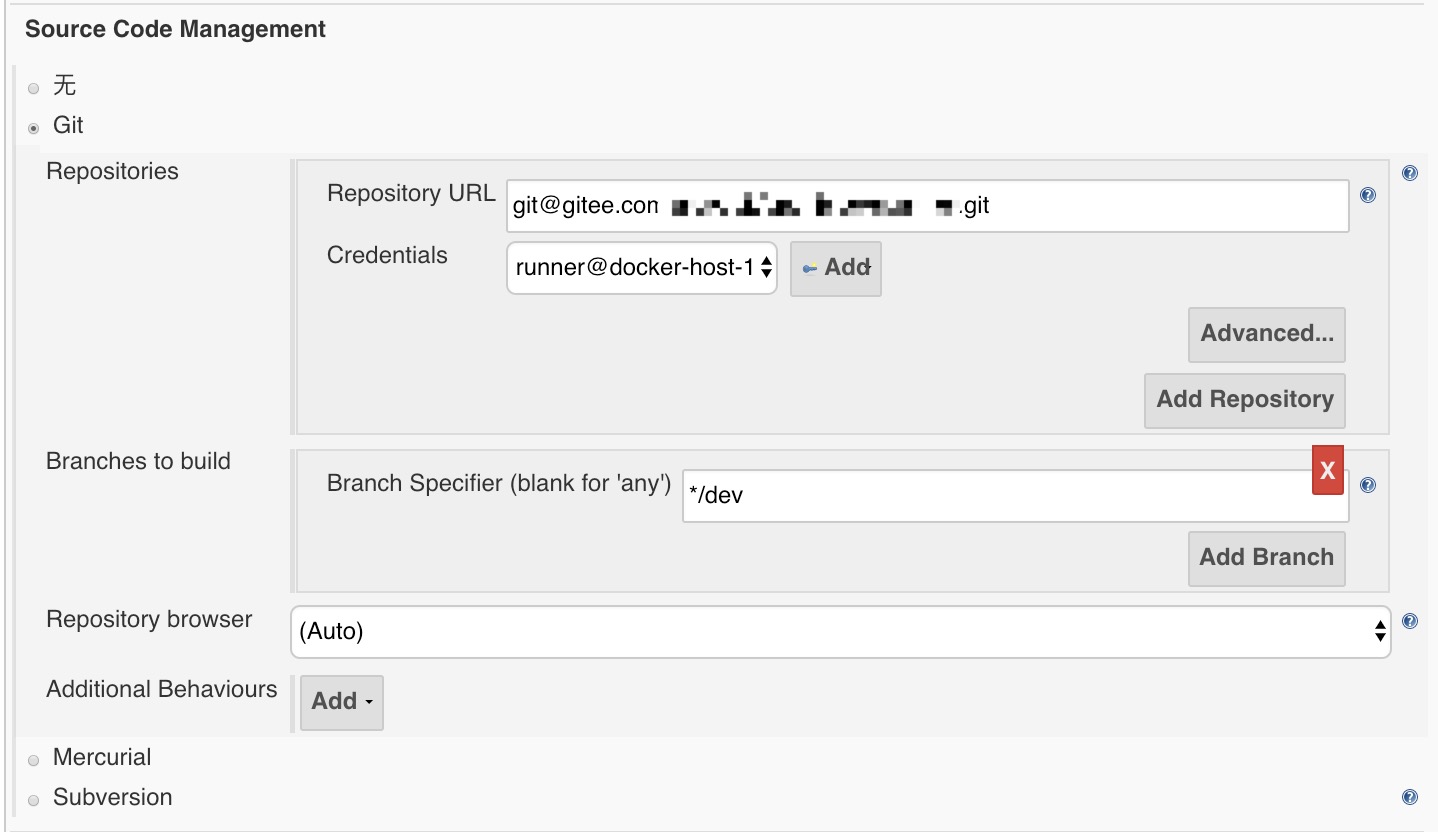 Source Code Management
无
Git
Repositories
Repository URL git@gitee.com .git
Credentials runner@docker-host-1 Add
Advanced...
Add Repository
Branches to build
X
Branch Specifier (blank for 'any') */dev
Add Branch
Repository browser (Auto)
Additional Behaviours Add
Mercurial
Subversion